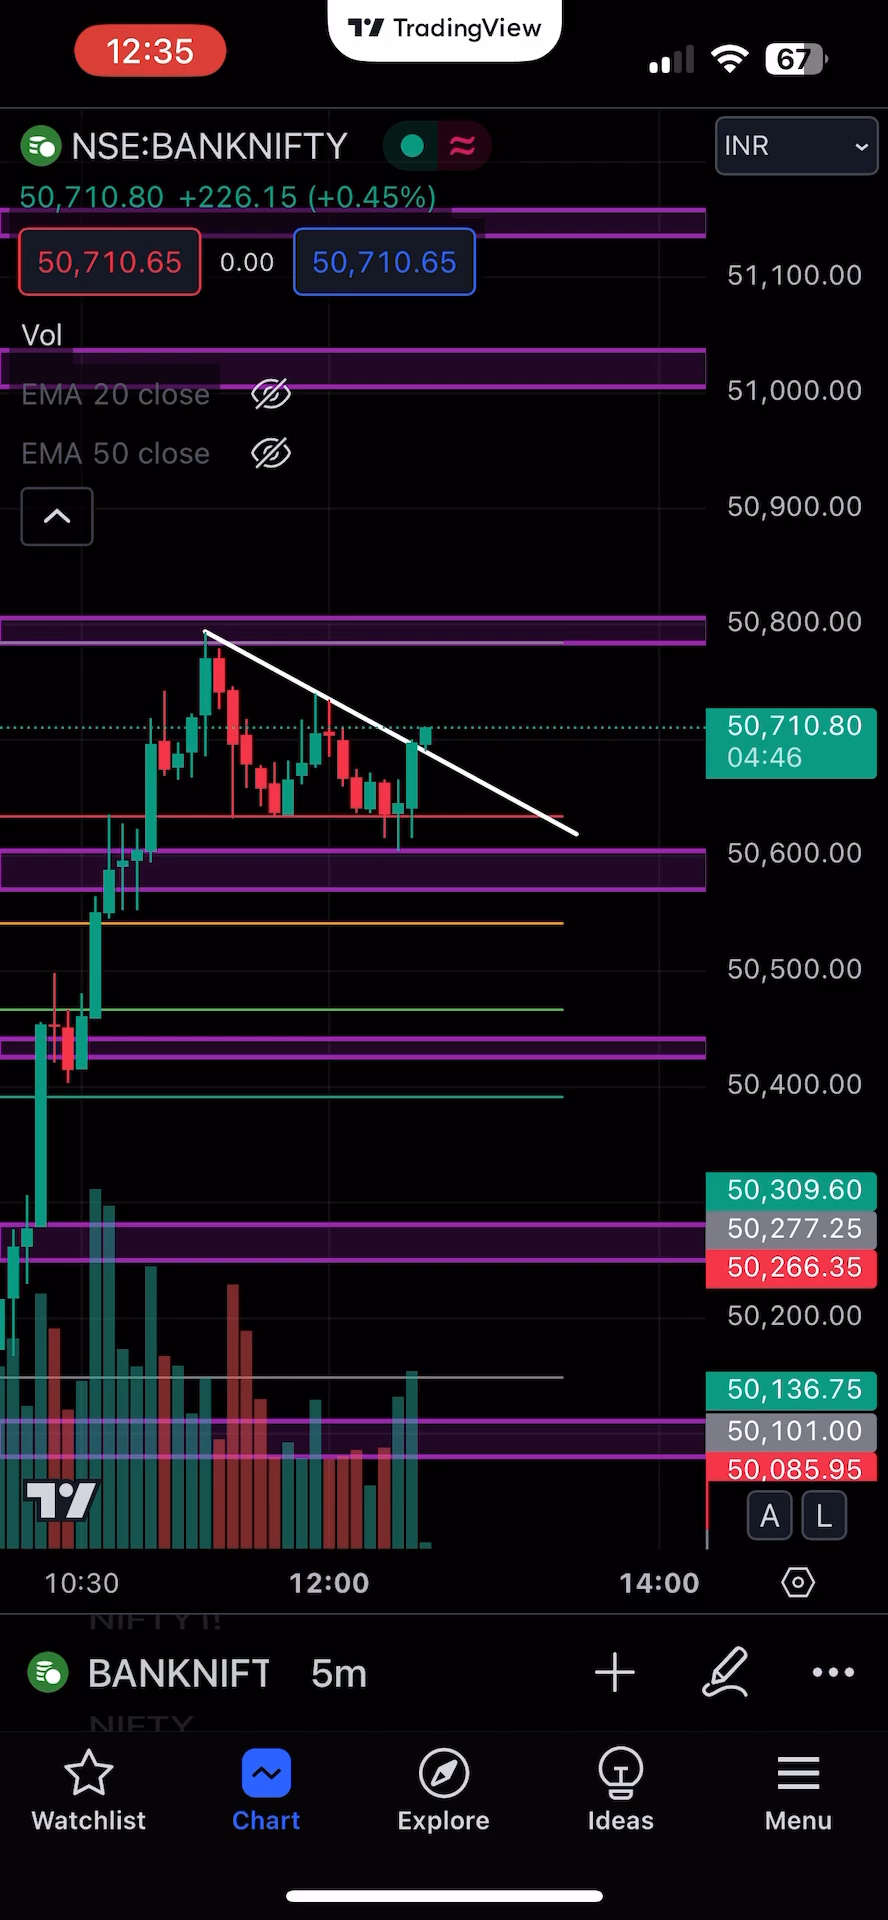 12:35
TradingView
67
NSE:BANKNIFTY
INR
50,710.80 +226.15 (+0.45%)
50,710.65 0.00 50,710.65
51,100.00
Vol
51,000.00
EMA 20 close
EMA 50 close
50,900.00
50,800.00
50,710.80
04:46
50,600.00
50,500.00
50,400.00
50,309.60
50,277.25
50,266.35
50,200.00
50,136.75
50,101.00
50,085.95
A L
10:30 12:00 14:00
NIFTY1!
BANKNIFT 5m
NIFTY
Watchlist Chart Explore Ideas Menu